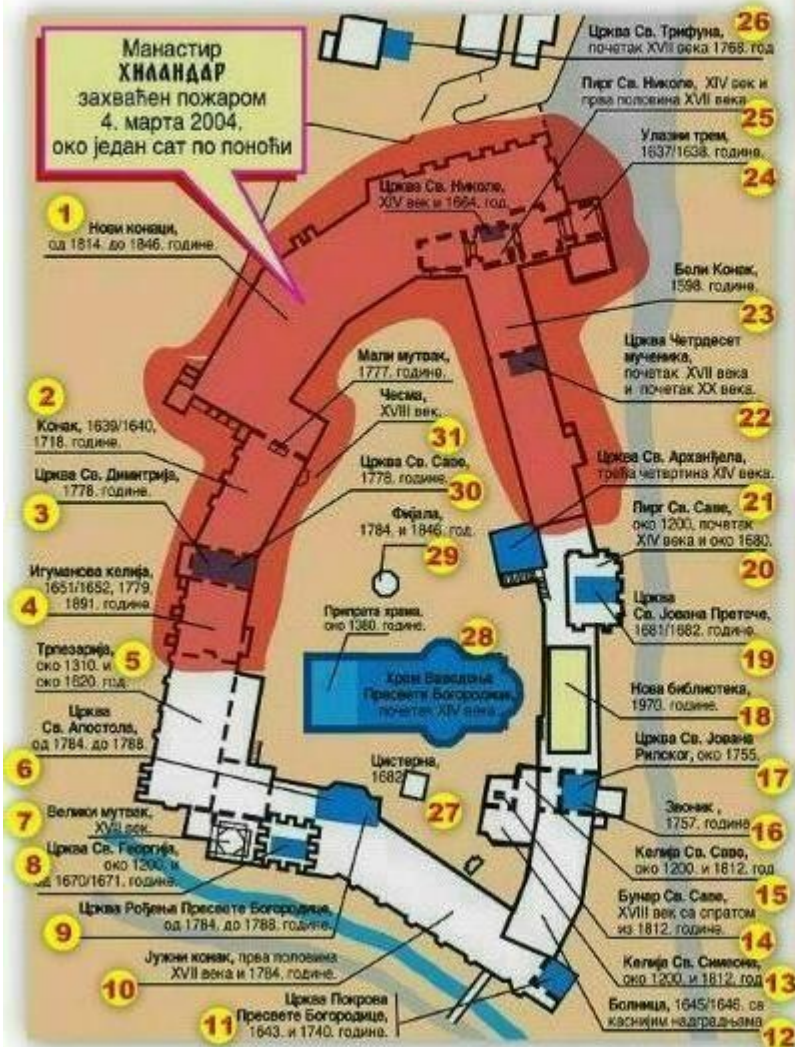 Манастир
ХИЛАНДАР
захваћен пожаром
4. марта 2004.
око један сат по поноћи
1
Нови конаци,
од 1814. до 1846. године.
2
Конак, 1639/1640,
1718. године.
Црква Св. Димитрија,
1778. године.
3
Игуманова келија,
1651/1652, 1779,
1891. године.
4
Трпезарија,
око 1310. и
око 1620. год.
5
Црква
Св. Апостола,
од 1784. до 1788.
6
7
Велики мутвак,
XVII век.
8
Црква Св. Георгија,
око 1200. и
од 1670/1671. године.
Црква Рођења Пресвете Богородице,
од 1784. до 1788. године.
9
Јужни конак, прва половина
XVII века и 1784. године.
10
Црква Покрова
Пресвете Богородице,
1643. и 1740. године.
11
26
Црква Св. Трифуна,
почетак XVII века 1768. год
Пирг Св. Николе, XIV век и
прва половина XVII века
25
Улазни трем,
1637/1638. године.
24
Црква Св. Николе,
XIV век и 1664. год.
Бели Конак,
1598. године.
23
Црква Четрдесет
мученика,
почетак XVII века
и почетак XX века.
22
Мали мутвак,
1777. године.
Чесма,
XVIII век.
31
Црква Св. Саве,
1778. године.
30
Фијала,
1784. и 1846. год.
29
Црква Св. Арханђела,
трећа четвртина XIV века.
21
Пирг Св. Саве,
око 1200, почетак
XIV века и око 1680.
20
Црква
Св. Јована Претече,
1681/1682. године.
19
Припрата храма,
око 1380. године.
28
Храм Ваведења
Пресвете Богородице,
почетак XIV века
Нова библиотека,
1970. године.
18
Црква Св. Јована
Рилског, око 1755.
17
Цистерна,
1682
27
Звоник,
1757. година
16
Келија Св. Саве,
око 1200. и 1812. год
15
Бунар Св. Саве,
XVIII век са спратом
из 1812. године.
14
Келија Св. Симеона,
око 1200. и 1812. год
13
Болница, 1645/1646. са
каснијим надградњама
12